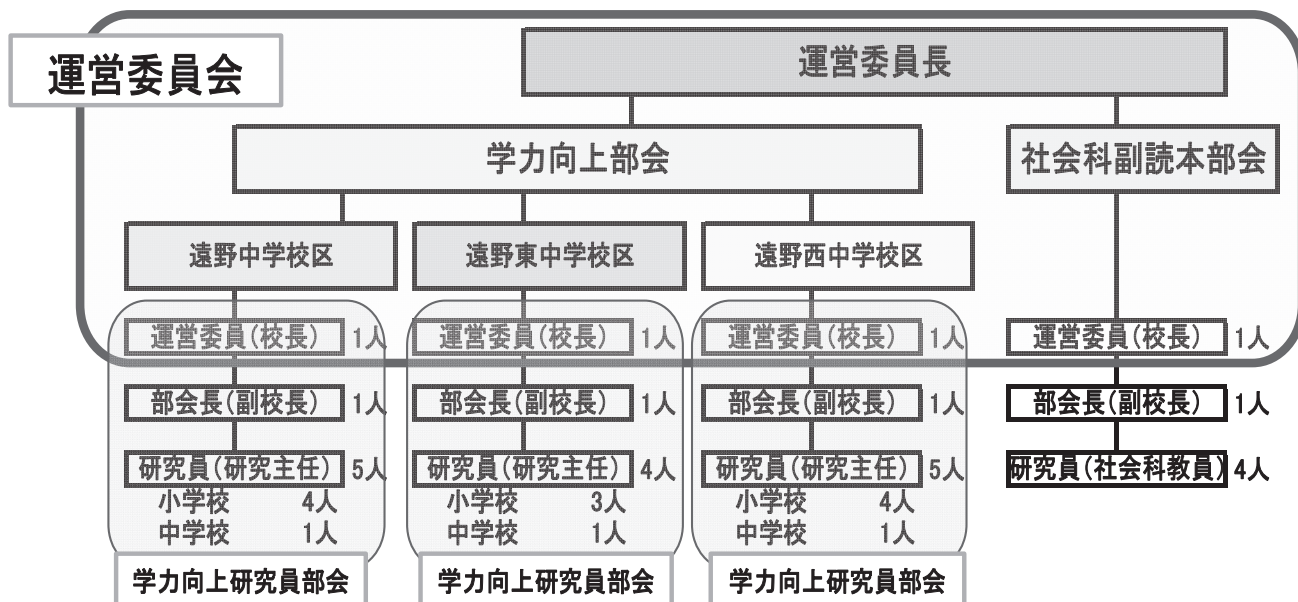 運営委員会
運営委員長
学力向上部会
社会科副読本部会
遠野中学校区
遠野東中学校区
遠野西中学校区
運営委員(校長) 1人
運営委員(校長) 1人
運営委員(校長) 1人
運営委員(校長) 1人
部会長(副校長) 1人
部会長(副校長) 1人
部会長(副校長) 1人
部会長(副校長) 1人
研究員(研究主任) 5人
研究員(研究主任) 4人
研究員(研究主任) 5人
研究員(社会科教員) 4人
小学校 4人
小学校 3人
小学校 4人
中学校 1人
中学校 1人
中学校 1人
学力向上研究員部会
学力向上研究員部会
学力向上研究員部会